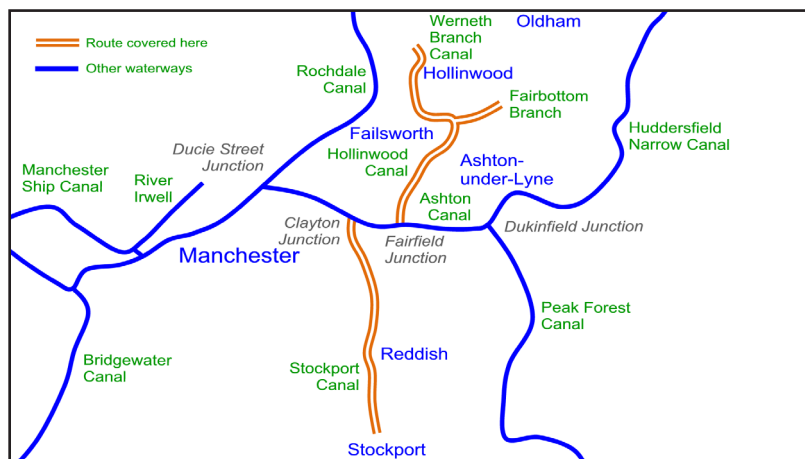 Route covered here
Other waterways
Werneth
Branch
Canal
Oldham
Rochdale
Canal
Hollinwood
Fairbottom
Branch
Huddersfield
Narrow Canal
Failsworth
Ducie Street
Junction
Hollinwood
Canal
Ashton-
under-Lyne
Manchester
Ship Canal
River
Irwell
Ashton
Canal
Clayton
Junction
Fairfield
Junction
Dukinfield Junction
Manchester
Peak Forest
Canal
Bridgewater
Canal
Reddish
Stockport
Canal
Stockport